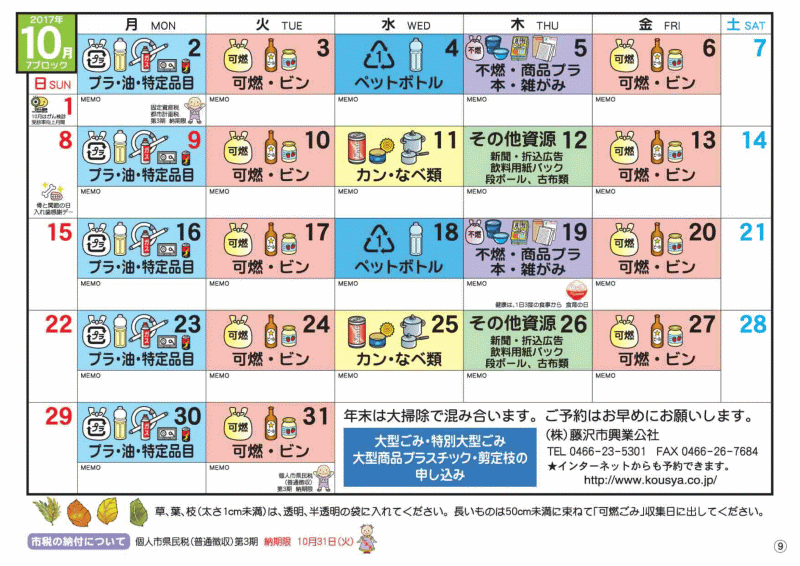 2017年
10月
7ブロック
月 MON
火 TUE
水 WED
木 THU
金 FRI
土 SAT
日 SUN
1
10月はがん検診
受診率向上月間
2
プラ・油・特定品目
MEMO
固定資産税
都市計画税
第3期 納期限
可燃
3
可燃・ビン
MEMO
1
4
ペットボトル
MEMO
不燃
5
不燃・商品プラ
本・雑がみ
MEMO
可燃
6
可燃・ビン
MEMO
7
8
骨と関節の日
入れ歯感謝デー
プラ
9
プラ・油・特定品目
MEMO
可燃
10
可燃・ビン
MEMO
11
カン・なべ類
MEMO
その他資源 12
新聞・折込広告
飲料用紙パック
段ボール、古布類
MEMO
可燃
13
可燃・ビン
MEMO
14
15
プラ
16
プラ・油・特定品目
MEMO
可燃
17
可燃・ビン
MEMO
1
18
ペットボトル
MEMO
不燃
19
不燃・商品プラ
本・雑がみ
MEMO
健康は、1日3度の食事から 食育の日
可燃
20
可燃・ビン
MEMO
21
22
プラ
23
プラ・油・特定品目
MEMO
可燃
24
可燃・ビン
MEMO
25
カン・なべ類
MEMO
その他資源 26
新聞・折込広告
飲料用紙パック
段ボール、古布類
MEMO
可燃
27
可燃・ビン
MEMO
28
29
プラ
30
プラ・油・特定品目
MEMO
可燃
31
可燃・ビン
MEMO
個人市県民税
(普通徴収)
第3期 納期限
年末は大掃除で混み合います。ご予約はお早めにお願いします。
大型ごみ・特別大型ごみ
大型商品プラスチック・剪定枝の
申し込み
(株)藤沢市興業公社
TEL 0466-23-5301 FAX 0466-26-7684
★インターネットからも予約できます。
http://www.kousya.co.jp/
草、葉、枝(太さ1cm未満)は、透明、半透明の袋に入れてください。長いものは50cm未満に束ねて「可燃ごみ」収集日に出してください。
市税の納付について 個人市県民税(普通徴収)第3期 納期限 10月31日(火)
9